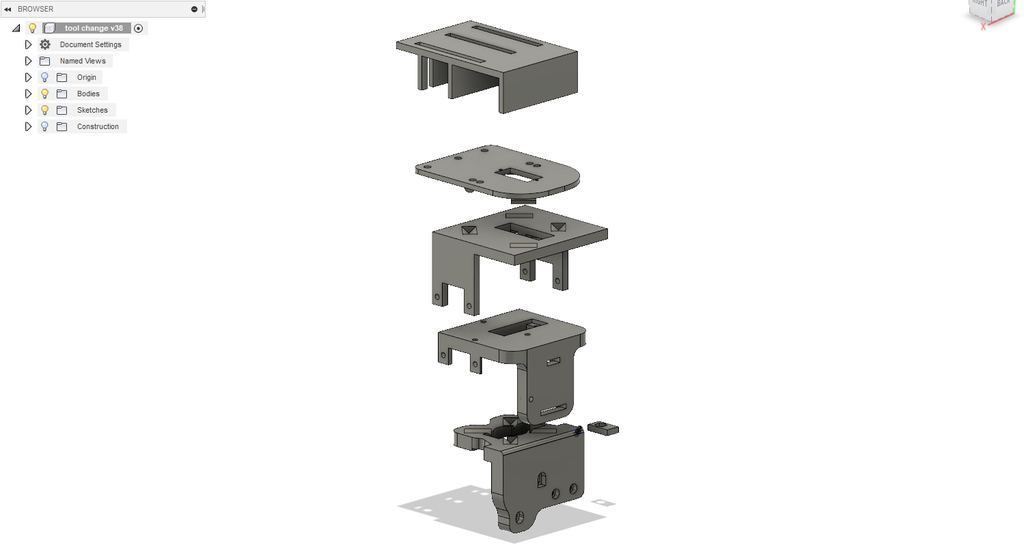 BROWSER
tool change v38
Document Settings
Named Views
Origin
Bodies
Sketches
Construction
RIGHT
BACK
X